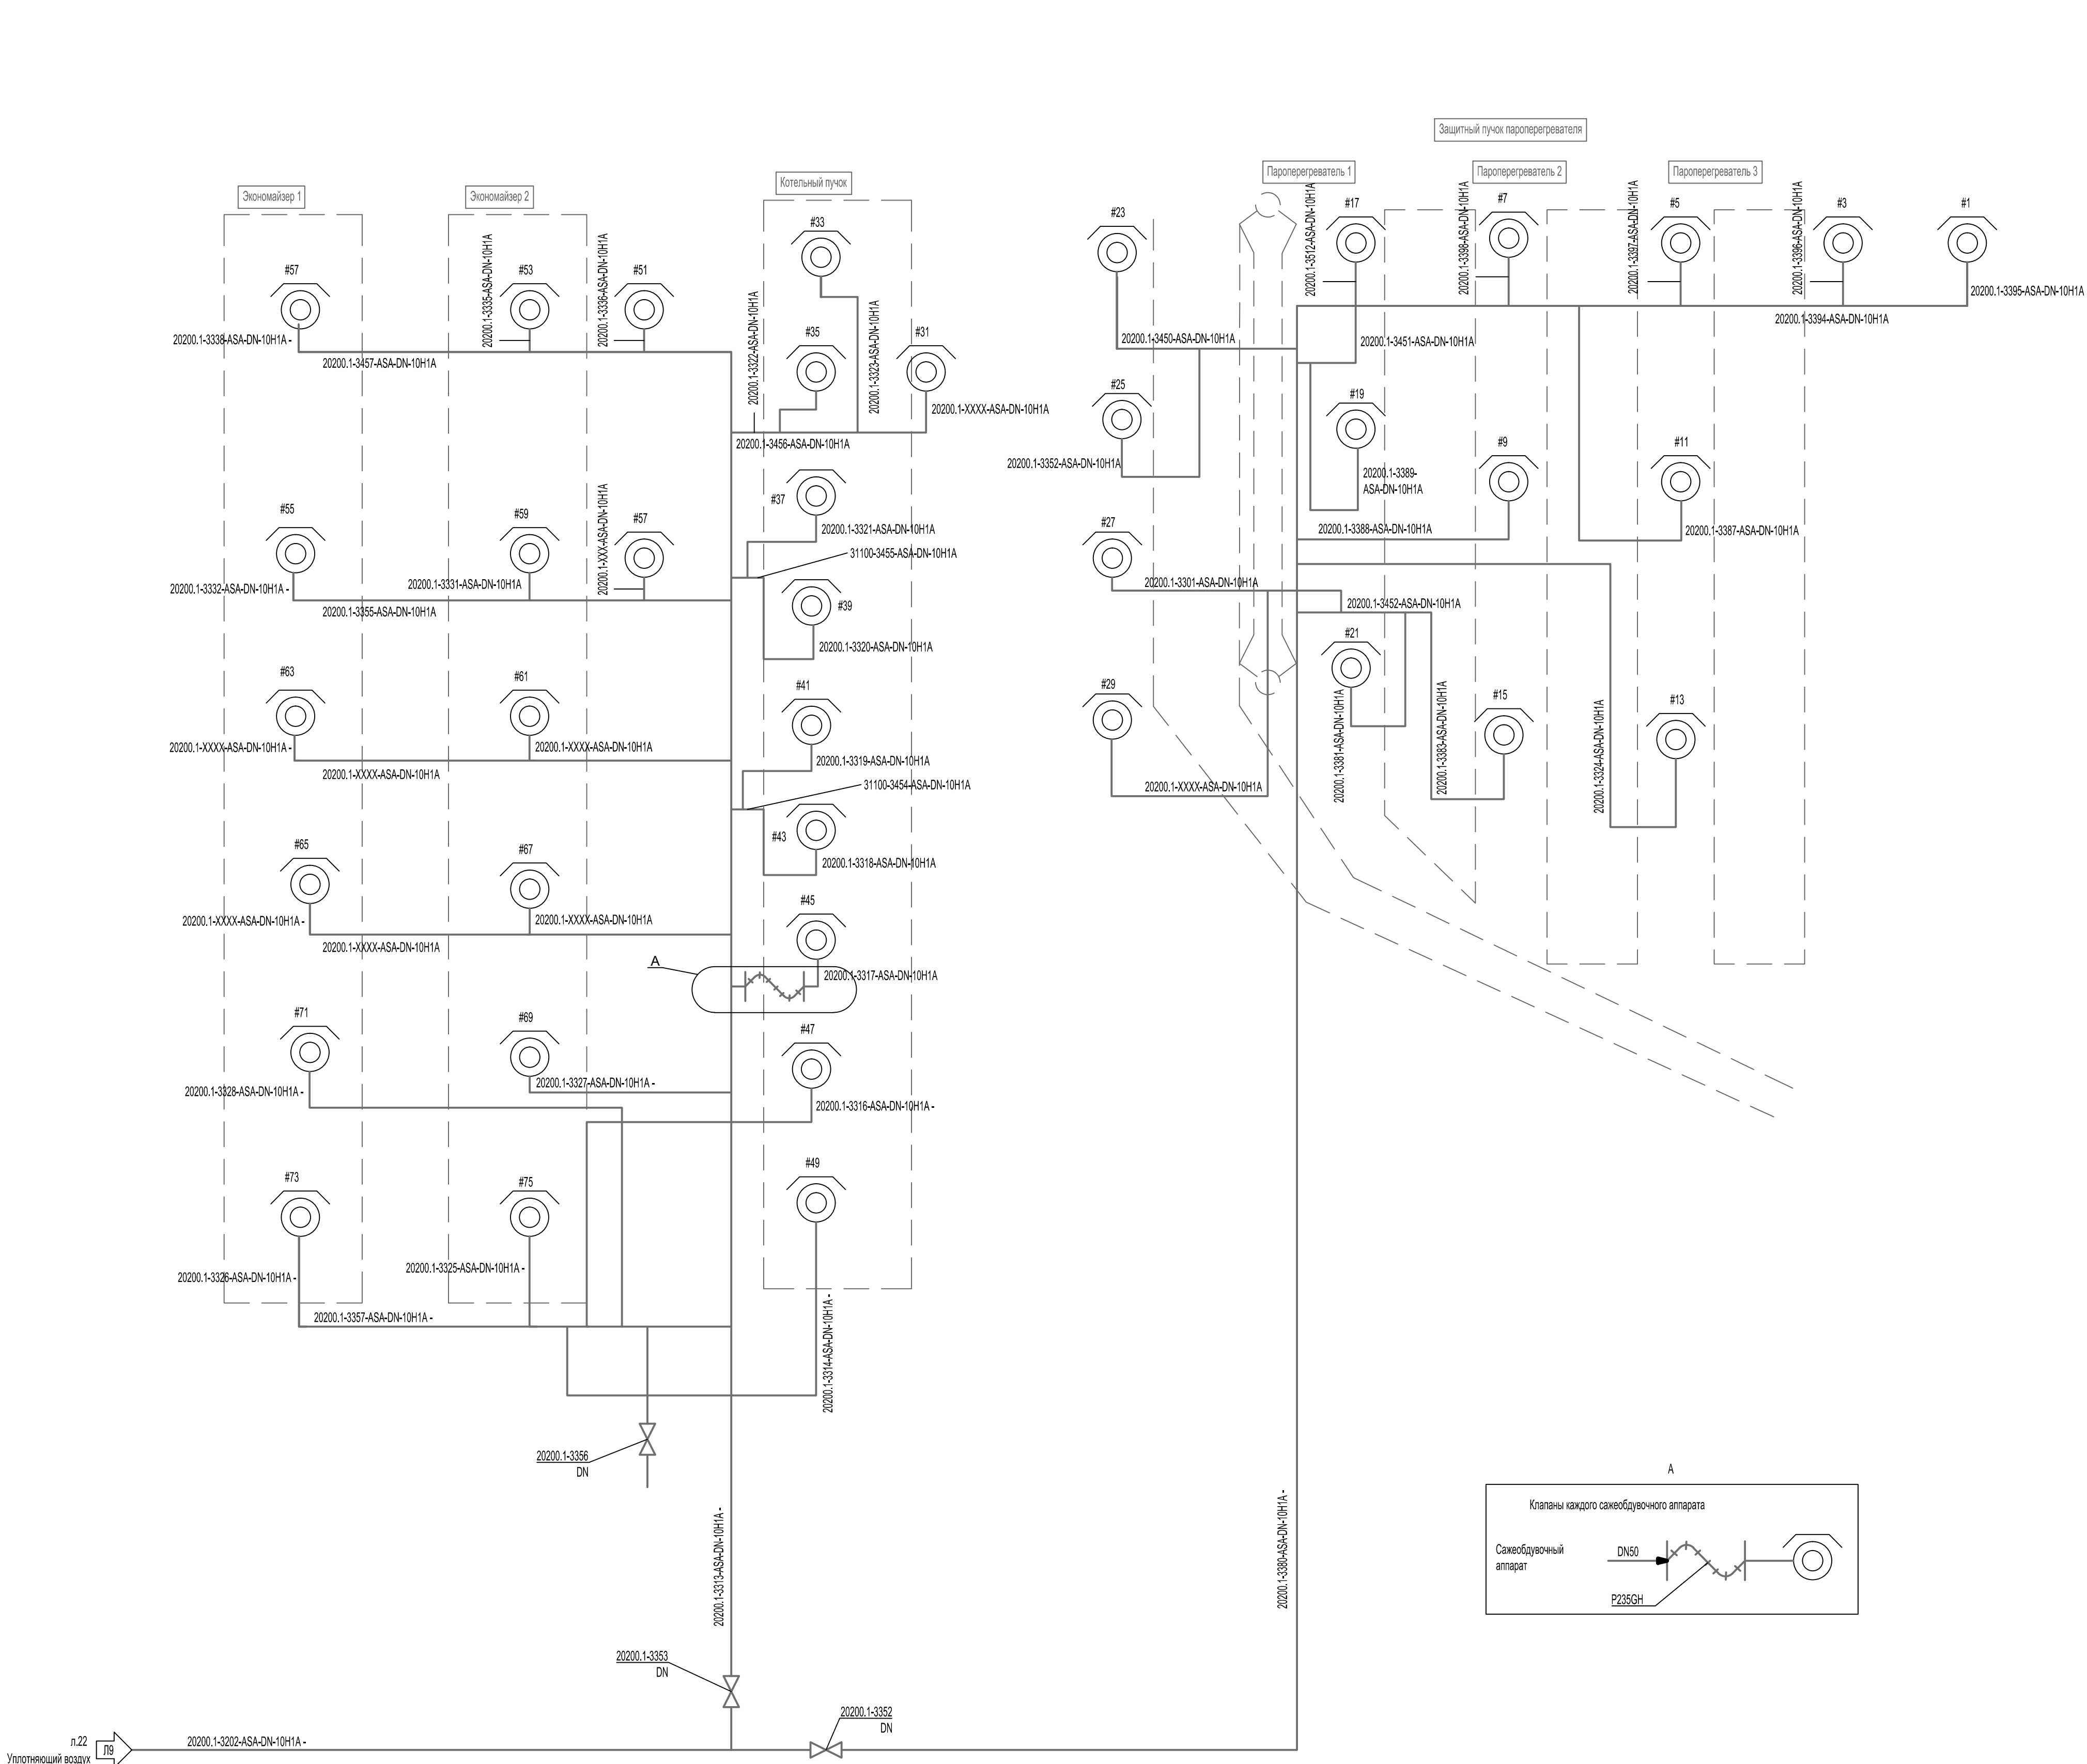 Защитный пучок пароперегревателя
Экономайзер 1
Экономайзер 2
Котельный пучок
Пароперегреватель 1
Пароперегреватель 2
Пароперегреватель 3
#57
20200.1-3338-ASA-DN-10H1A -
20200.1-3457-ASA-DN-10H1A
20200.1-3335-ASA-DN-10H1A
#53
20200.1-3336-ASA-DN-10H1A
#51
#33
#35
#31
20200.1-3322-ASA-DN-10H1A
20200.1-3323-ASA-DN-10H1A
20200.1-XXXX-ASA-DN-10H1A
20200.1-3456-ASA-DN-10H1A
#55
20200.1-3332-ASA-DN-10H1A -
20200.1-3355-ASA-DN-10H1A
#59
20200.1-3331-ASA-DN-10H1A
20200.1-XXX-ASA-DN-10H1A
#57
#37
20200.1-3321-ASA-DN-10H1A
31100-3455-ASA-DN-10H1A
#39
20200.1-3320-ASA-DN-10H1A
#63
20200.1-XXXX-ASA-DN-10H1A -
20200.1-XXXX-ASA-DN-10H1A
#61
20200.1-XXXX-ASA-DN-10H1A
#41
20200.1-3319-ASA-DN-10H1A
31100-3454-ASA-DN-10H1A
#43
20200.1-3318-ASA-DN-10H1A
#65
20200.1-XXXX-ASA-DN-10H1A -
20200.1-XXXX-ASA-DN-10H1A
#67
20200.1-XXXX-ASA-DN-10H1A
#45
A
20200.1-3317-ASA-DN-10H1A
#71
20200.1-3328-ASA-DN-10H1A -
#69
20200.1-3327-ASA-DN-10H1A -
#47
20200.1-3316-ASA-DN-10H1A -
#73
20200.1-3326-ASA-DN-10H1A -
20200.1-3357-ASA-DN-10H1A -
#75
20200.1-3325-ASA-DN-10H1A -
#49
20200.1-3314-ASA-DN-10H1A -
20200.1-3356
DN
20200.1-3313-ASA-DN-10H1A -
20200.1-3353
DN
20200.1-3352
DN
л.22
Уплотняющий воздух
Л9
20200.1-3202-ASA-DN-10H1A -
#23
20200.1-3450-ASA-DN-10H1A
#25
20200.1-3352-ASA-DN-10H1A
#27
20200.1-3301-ASA-DN-10H1A
#29
20200.1-XXXX-ASA-DN-10H1A
20200.1-3512-ASA-DN-10H1A
#17
20200.1-3398-ASA-DN-10H1A
#7
20200.1-3397-ASA-DN-10H1A
#5
20200.1-3396-ASA-DN-10H1A
#3
#1
20200.1-3395-ASA-DN-10H1A
20200.1-3394-ASA-DN-10H1A
20200.1-3451-ASA-DN-10H1A
#19
20200.1-3389-
ASA-DN-10H1A
#9
20200.1-3388-ASA-DN-10H1A
#11
20200.1-3387-ASA-DN-10H1A
20200.1-3452-ASA-DN-10H1A
#21
20200.1-3381-ASA-DN-10H1A
20200.1-3383-ASA-DN-10H1A
#15
20200.1-3324-ASA-DN-10H1A
#13
20200.1-3380-ASA-DN-10H1A -
A
Клапаны каждого сажеобдувочного аппарата
Сажеобдувочный
аппарат
DN50
P235GH